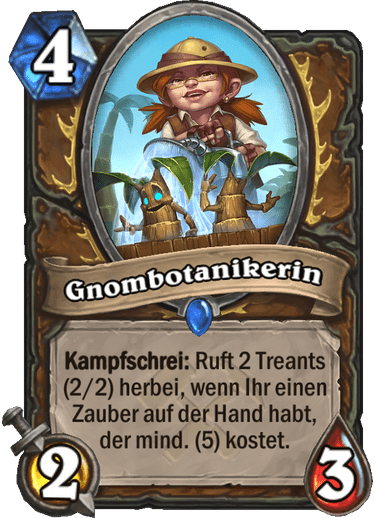 4
Gnombotanikerin
Kampfschrei: Ruft 2 Treants
(2/2) herbei, wenn Ihr einen
Zauber auf der Hand habt,
der mind. (5) kostet.
2
3